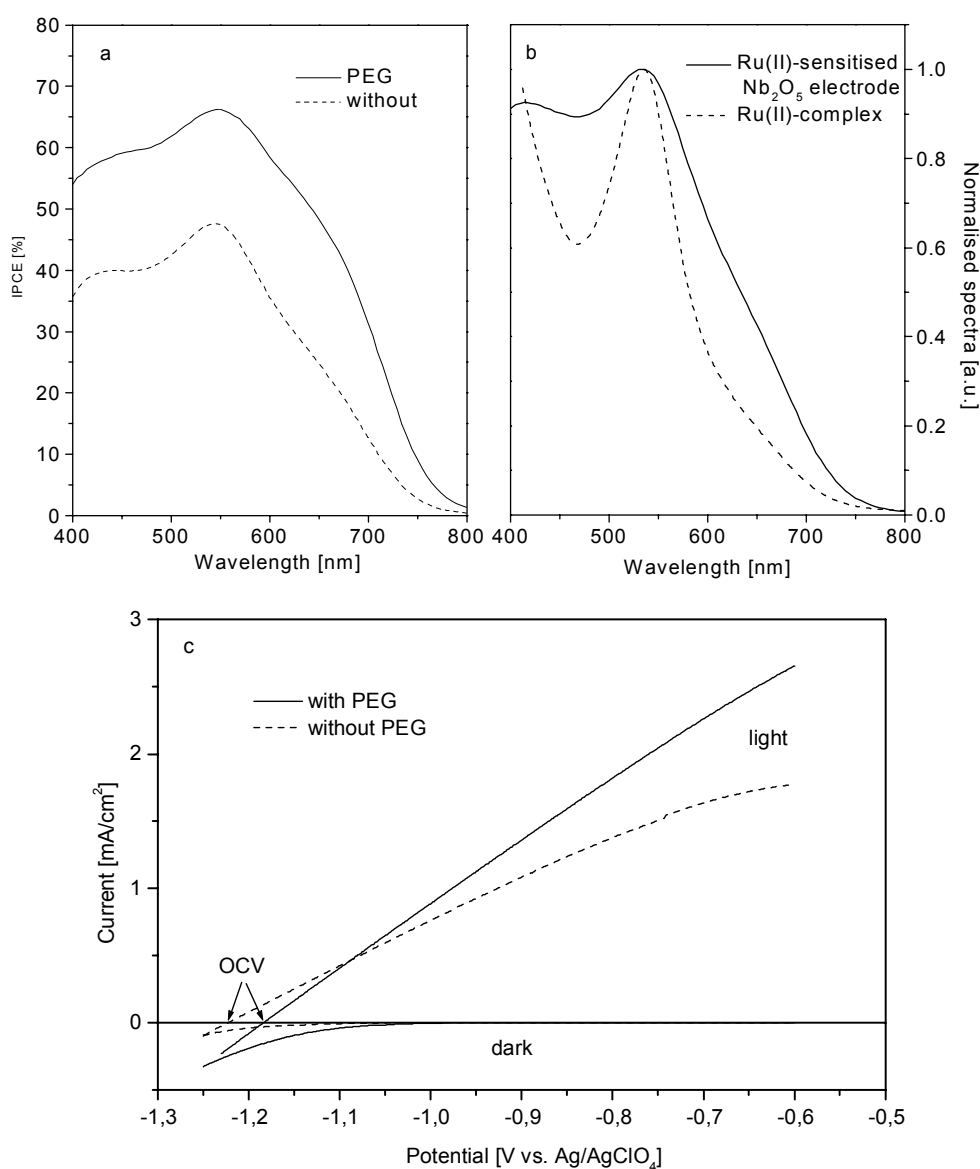 a
PEG
without
80
70
60
50
40
30
20
10
0
IPCE [%]
400 500 600 700 800
Wavelength [nm]
b
Ru(II)-sensitised
Nb₂O₅ electrode
Ru(II)-complex
1.0
0.8
0.6
0.4
0.2
0.0
Normalised spectra [a.u.]
400 500 600 700 800
Wavelength [nm]
c
with PEG
without PEG
light
OCV
dark
3
2
1
0
Current [mA/cm²]
-1,3 -1,2 -1,1 -1,0 -0,9 -0,8 -0,7 -0,6 -0,5
Potential [V vs. Ag/AgClO₄]